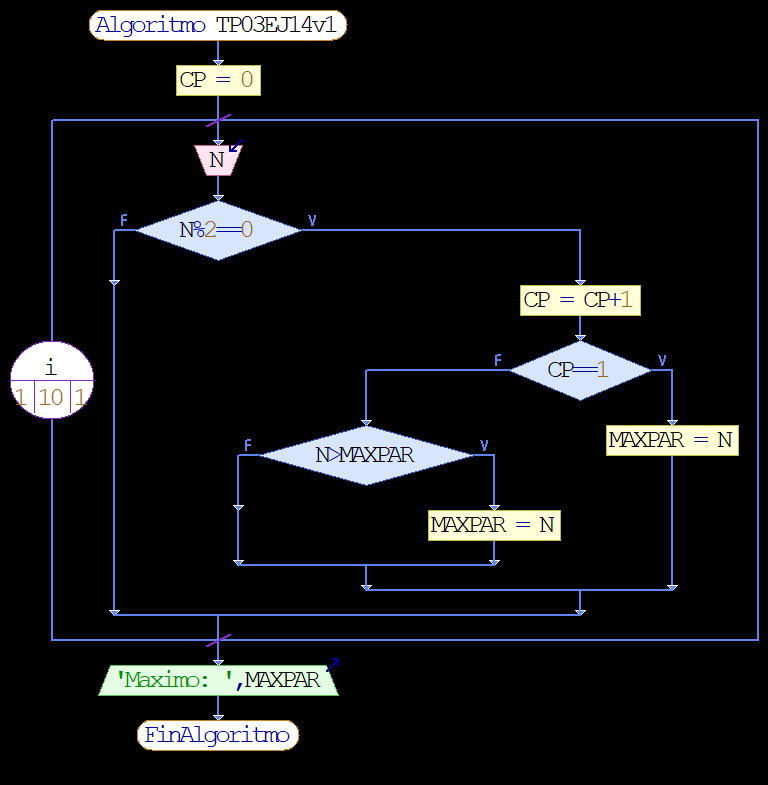 Algoritmo TP03EJ14v1
CP = 0
N
F
N%2==0
V
i
1 10 1
CP = CP+1
F
CP==1
V
MAXPAR = N
F
N>MAXPAR
V
MAXPAR = N
'Maximo: ',MAXPAR
FinAlgoritmo